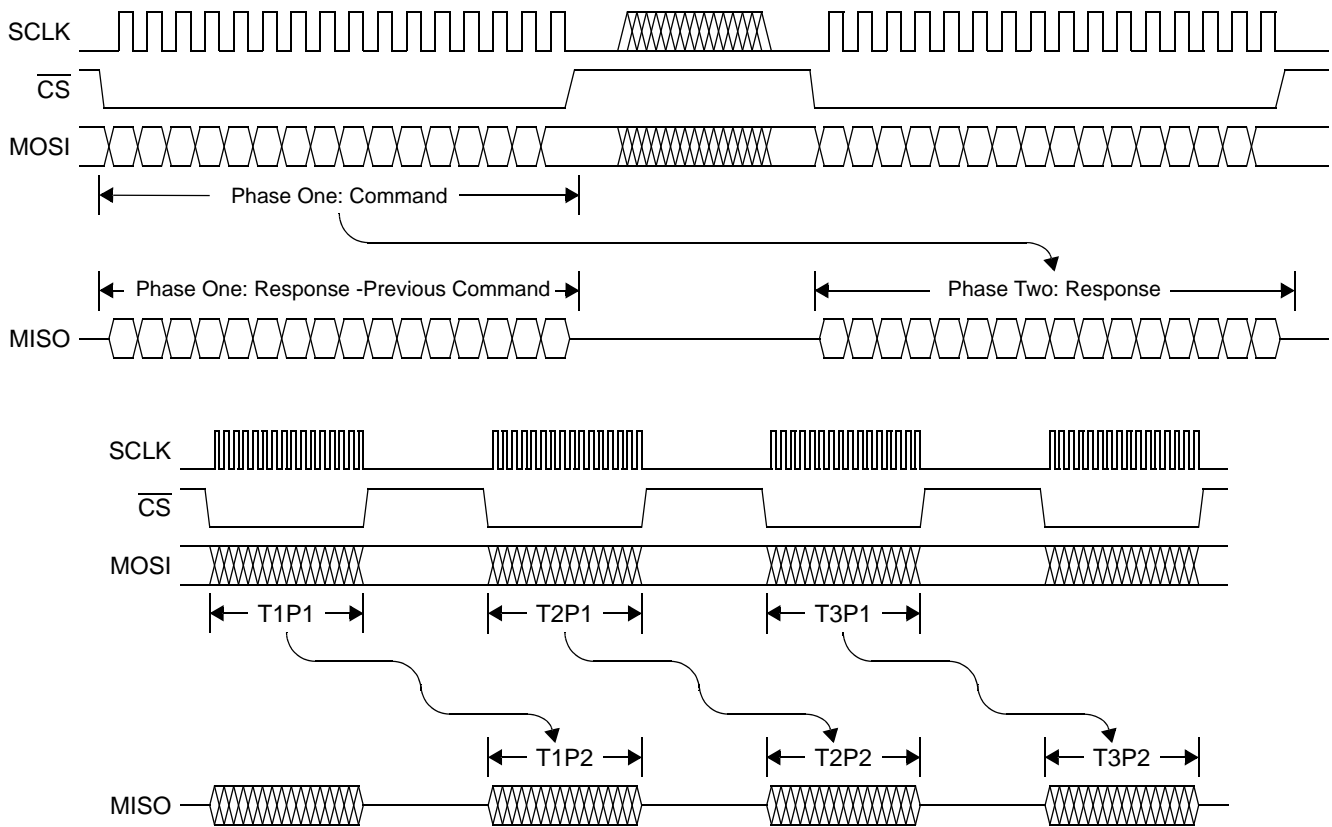 SCLK
CS
MOSI
Phase One: Command
Phase One: Response -Previous Command
Phase Two: Response
MISO
SCLK
CS
MOSI
T1P1
T2P1
T3P1
T1P2
T2P2
T3P2
MISO